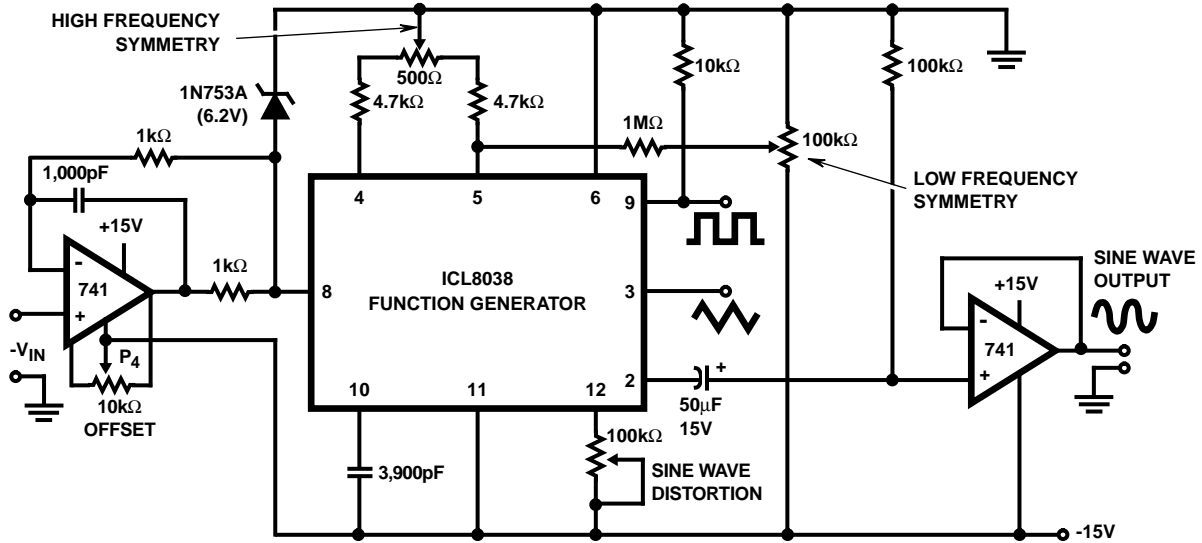 HIGH FREQUENCY
SYMMETRY
500Ω
1N753A
(6.2V)
4.7kΩ
4.7kΩ
10kΩ
100kΩ
1kΩ
1MΩ
100kΩ
1,000pF
LOW FREQUENCY
SYMMETRY
4
5
6
9
+15V
-
741
+
1kΩ
8
ICL8038
FUNCTION GENERATOR
3
SINE WAVE
OUTPUT
+15V
-
741
+
-VIN
P4
10kΩ
OFFSET
10
11
12
2
+
50μF
15V
100kΩ
3,900pF
SINE WAVE
DISTORTION
-15V